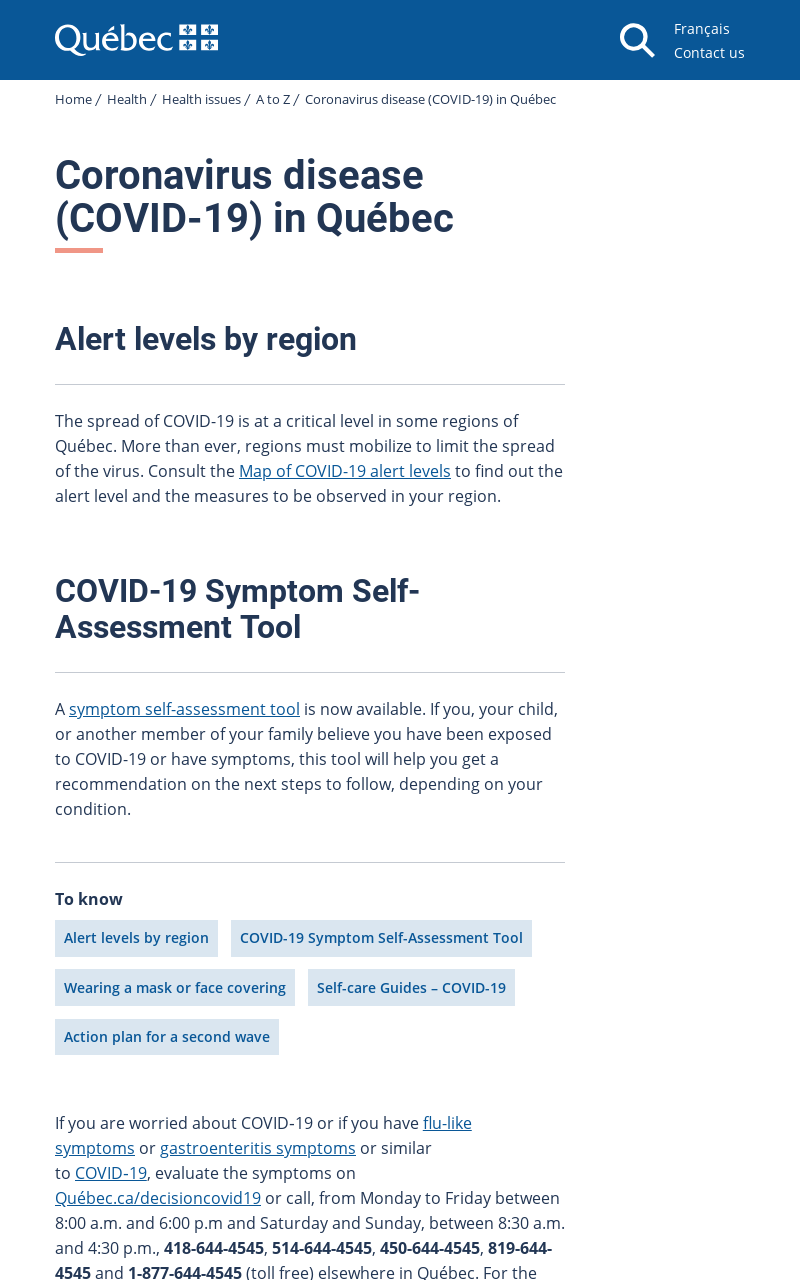 Québec
Français
Contact us
Home / Health / Health issues / A to Z / Coronavirus disease (COVID-19) in Québec
Coronavirus disease
(COVID-19) in Québec
Alert levels by region
The spread of COVID-19 is at a critical level in some regions of
Québec. More than ever, regions must mobilize to limit the spread
of the virus. Consult the Map of COVID-19 alert levels to find out the
alert level and the measures to be observed in your region.
COVID-19 Symptom Self-
Assessment Tool
A symptom self-assessment tool is now available. If you, your child,
or another member of your family believe you have been exposed
to COVID-19 or have symptoms, this tool will help you get a
recommendation on the next steps to follow, depending on your
condition.
To know
Alert levels by region COVID-19 Symptom Self-Assessment Tool
Wearing a mask or face covering Self-care Guides – COVID-19
Action plan for a second wave
If you are worried about COVID-19 or if you have flu-like
symptoms or gastroenteritis symptoms or similar
to COVID-19, evaluate the symptoms on
Québec.ca/decisioncovid19 or call, from Monday to Friday between
8:00 a.m. and 6:00 p.m and Saturday and Sunday, between 8:30 a.m.
and 4:30 p.m., 418-644-4545, 514-644-4545, 450-644-4545, 819-644-
4545 and 1-877-644-4545 (toll free) elsewhere in Québec. For the